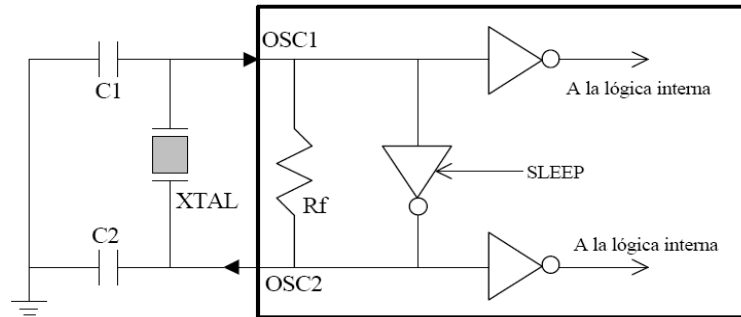 OSC1
C1
A la lógica interna
SLEEP
XTAL
Rf
C2
A la lógica interna
OSC2